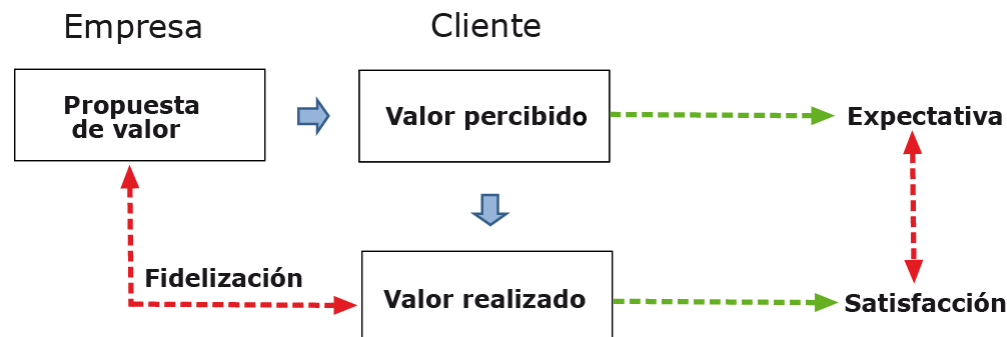 Empresa
Cliente
Propuesta
de valor
Valor percibido
Expectativa
Fidelización
Valor realizado
Satisfacción